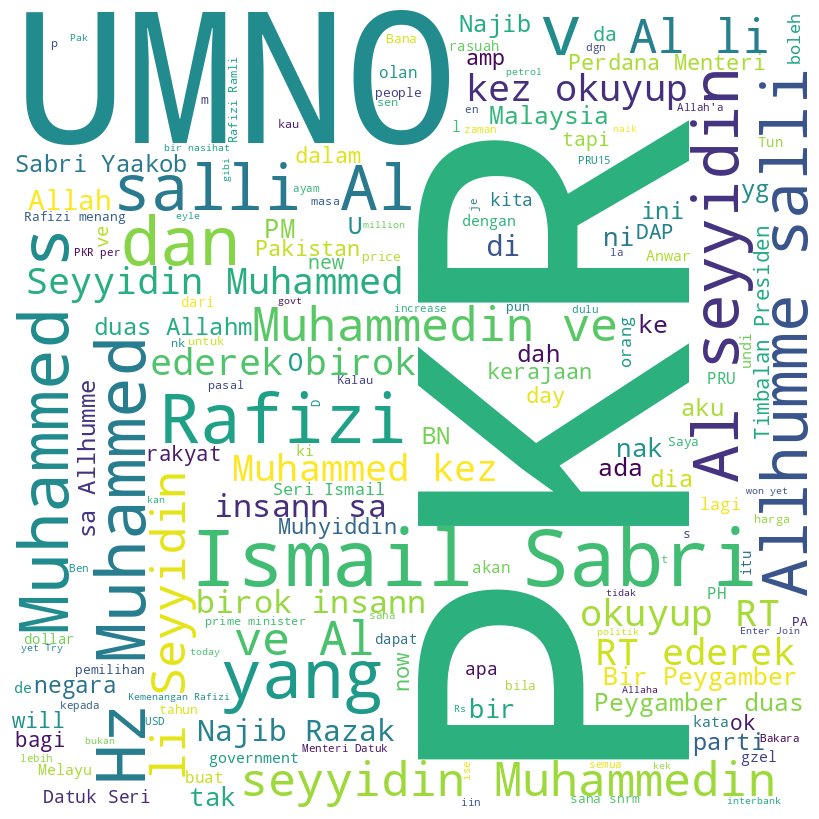 UMNO
PKR
p
Pak
Bana
Najib
V
da
Al li
boleh
rasuah
amp
dgn
Perdana Menteri
olan
Rafizi Ramli
petrol
people
m
sen
kez okuyup
en
Allah'a
kau
Malaysia
l
zaman
naik
tapi
Tun
bir nasihat
PRU15
Sabri Yaakob
dalam
gibi
salli Al
ayam
masa
je
kita
seyyidin
yg
Allah
Rafizi menang
eyle
U
million
dengan
ini
ve
dan
PM
di
ni
DAP
PKR per
Pakistan
price
la
Anwar
new
Seyyidin Muhammed
s
govt
increase
pun
dulu
dari
duas Allahm
Muhammedin ve
orang
ke
nk
untuk
ederek
O
birok
dah
kerajaan
PRU
undi
Timbalan Presiden
Allhumme salli
pasal
Kalau
D
day
aku
Muhammed
Muhammed
sa Allhumme
Rafizi
BN
nak
Saya
Al
rakyat
ki
Muhammed kez
ada
dia
Seri Ismail
lagi
won yet
kan
insann sa
Muhyiddin
s
harga
Ismail Sabri
t
itu
Ben
akan
tidak
PH
birok insann
PA
saha
dollar
prime minister
okuyup RT
yet Try
today
ve Al
dapat
politik
Enter Join
pemilihan
now
RT ederek
li Seyyidin
yang
apa
Bir Peygamber
de
negara
bila
Allaha
kepada
Kemenangan Rafizi
tahun
Rs
bir
Peygamber duas
will
USD
Najib Razak
kata
ok
Hz
bagi
bukan
Menteri Datuk
parti
Bakara
lebih
government
ise
semua
gzel
Melayu
buat
kek
seyyidin Muhammedin
Datuk Seri
tak
iin
saha snrm
interbank